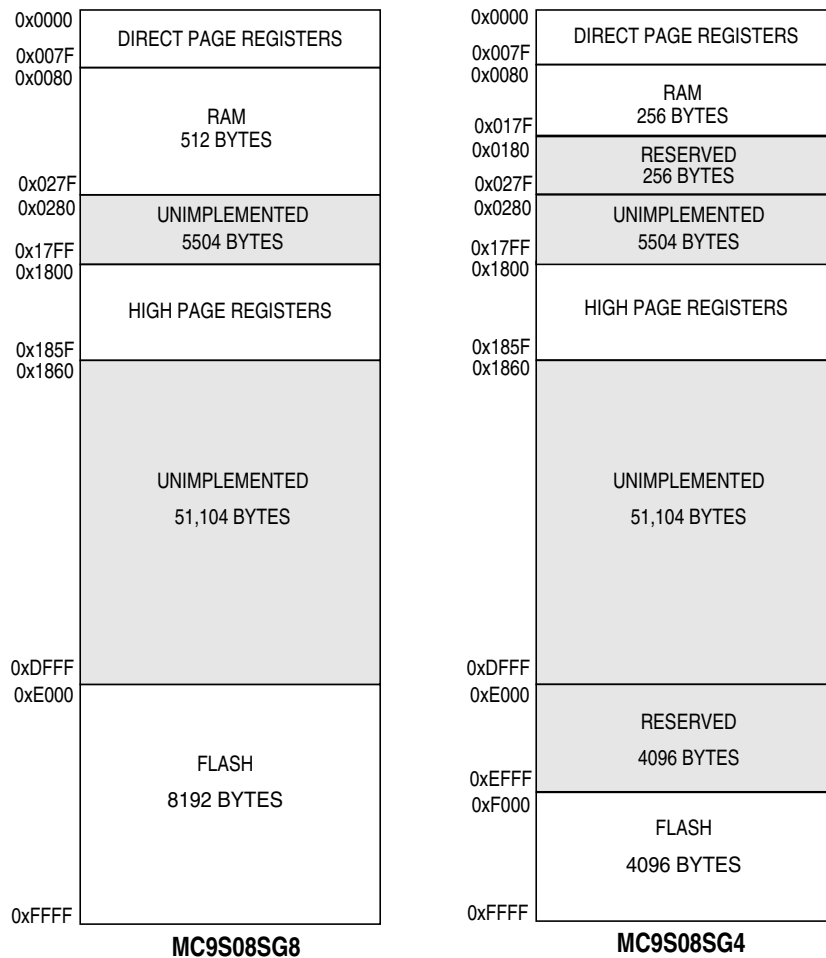 0x0000
DIRECT PAGE REGISTERS
0x007F
0x0080
RAM
512 BYTES
0x027F
0x0280
UNIMPLEMENTED
5504 BYTES
0x17FF
0x1800
HIGH PAGE REGISTERS
0x185F
0x1860
UNIMPLEMENTED
51,104 BYTES
0xDFFF
0xE000
FLASH
8192 BYTES
0xFFFF
MC9S08SG8
0x0000
DIRECT PAGE REGISTERS
0x007F
0x0080
RAM
256 BYTES
0x017F
0x0180
RESERVED
256 BYTES
0x027F
0x0280
UNIMPLEMENTED
5504 BYTES
0x17FF
0x1800
HIGH PAGE REGISTERS
0x185F
0x1860
UNIMPLEMENTED
51,104 BYTES
0xDFFF
0xE000
RESERVED
4096 BYTES
0xEFFF
0xF000
FLASH
4096 BYTES
0xFFFF
MC9S08SG4